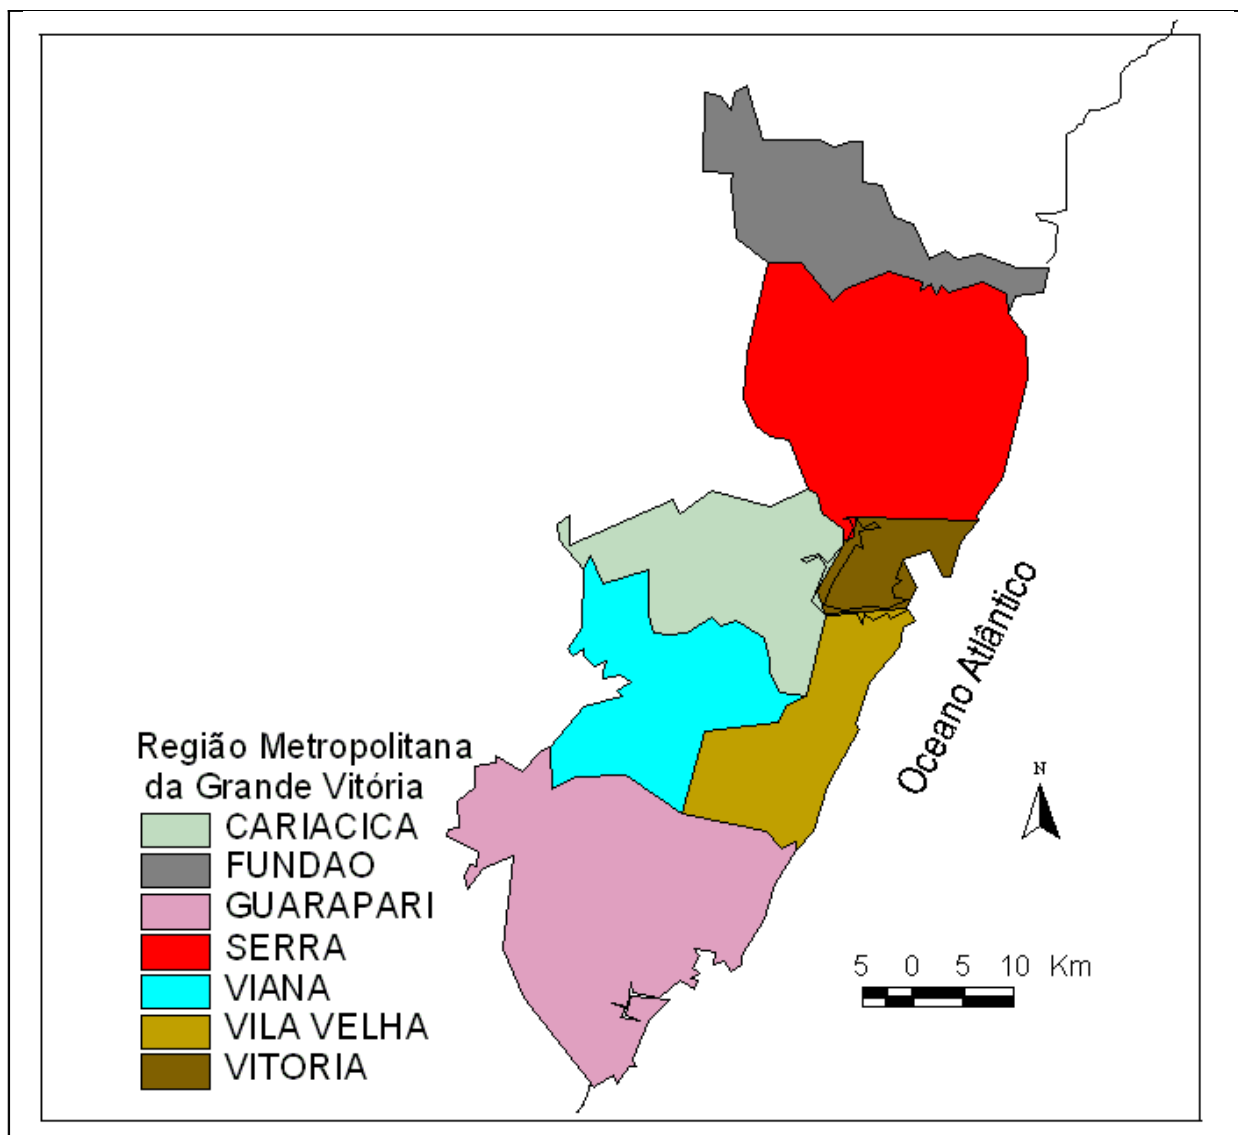 Oceano Atlântico
Região Metropolitana
da Grande Vitória
CARIACICA
FUNDAO
GUARAPARI
SERRA
VIANA
VILA VELHA
VITORIA
N
5 0 5 10 Km